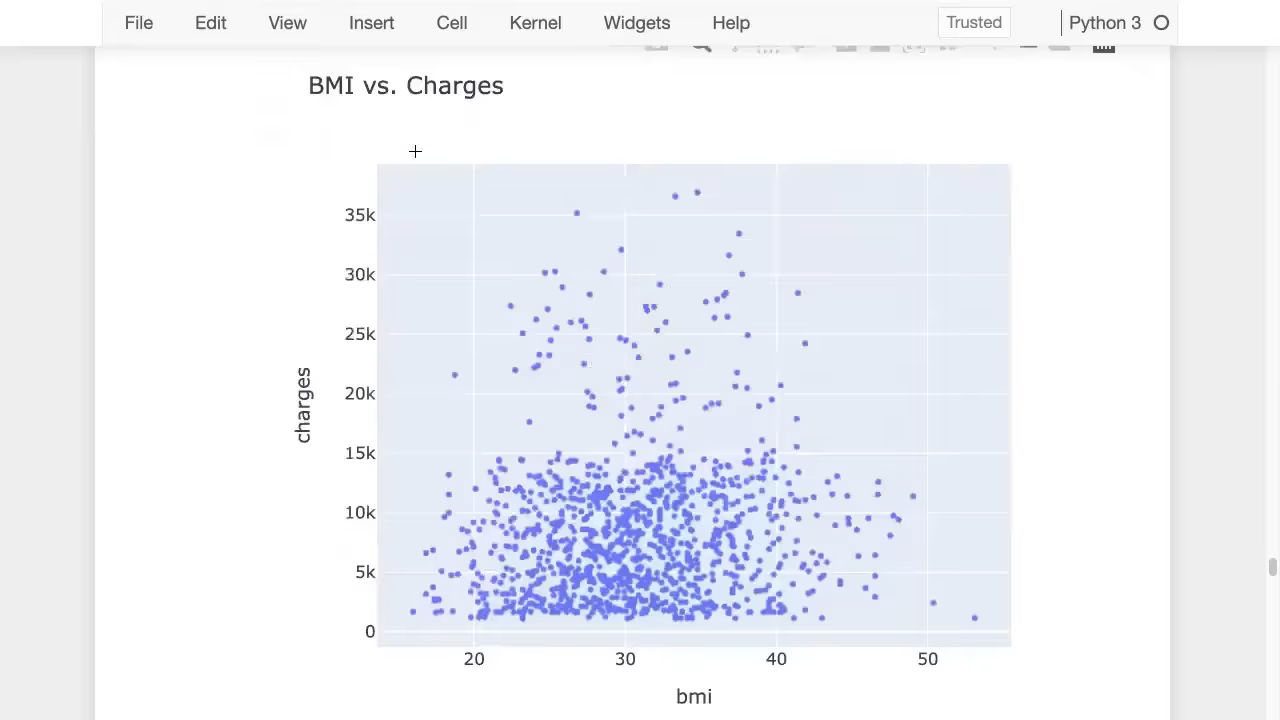 File Edit View Insert Cell Kernel Widgets Help Trusted Python 3
BMI vs. Charges
35k
30k
25k
20k
15k
10k
5k
0
charges
20 30 40 50
bmi